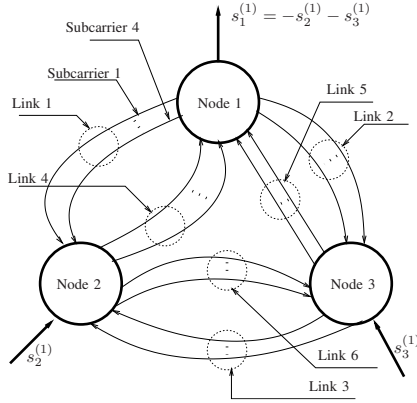 s_1^{(1)} = -s_2^{(1)} - s_3^{(1)}
Subcarrier 4
Subcarrier 1
Link 1
Node 1
Link 5
Link 2
Link 4
Node 2
Node 3
s_2^{(1)}
s_3^{(1)}
Link 6
Link 3